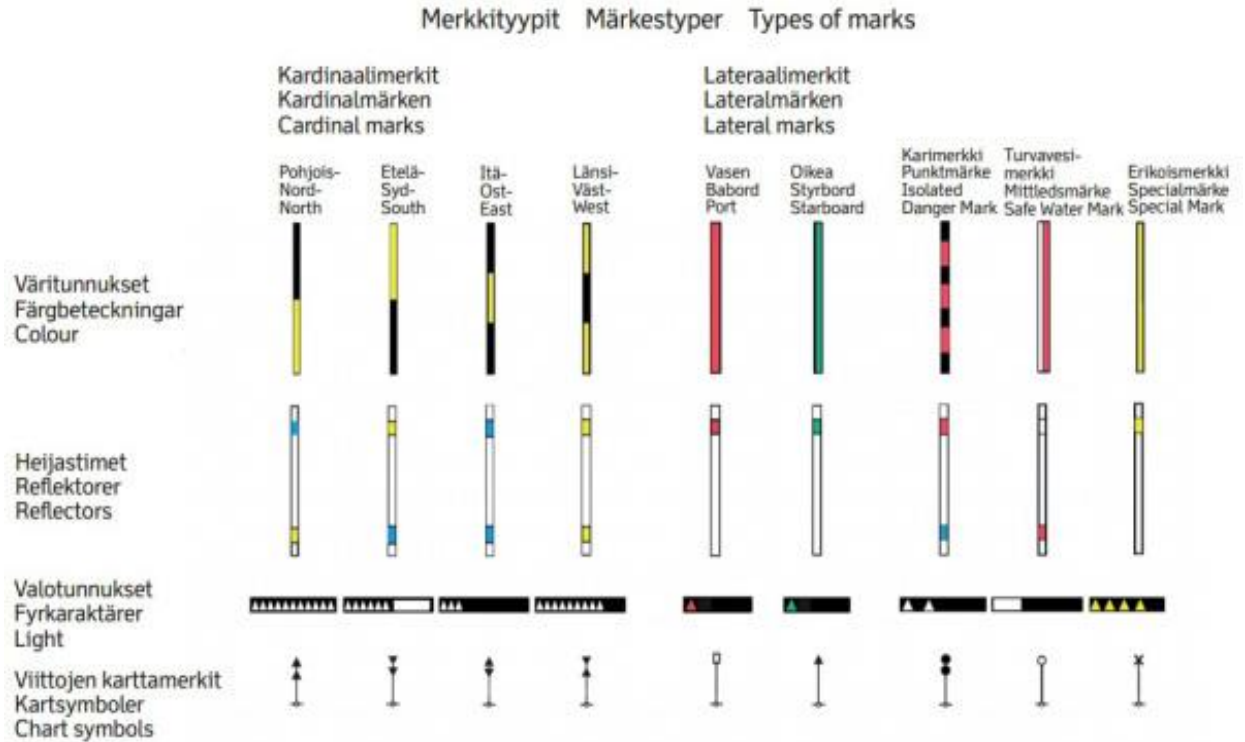 Merkkityypit Märkestyper Types of marks
Kardinaalimerkit
Kardinalmärken
Cardinal marks
Lateraalimerkit
Lateralmärken
Lateral marks
Pohjois-
Nord-
North
Etelä-
Syd-
South
Itä-
Ost-
East
Länsi-
Väst-
West
Vasen
Babord
Port
Oikea
Styrbord
Starboard
Karimerkki
Punktmärke
Isolated
Danger Mark
Turvavesi-
merkki
Mittledsmärke
Safe Water Mark
Erikoismerkki
Specialmärke
Special Mark
Väritunnukset
Färgbeteckningar
Colour
Heijastimet
Reflektorer
Reflectors
Valotunnukset
Fyrkaraktärer
Light
Viittojen karttamerkit
Kartsymboler
Chart symbols